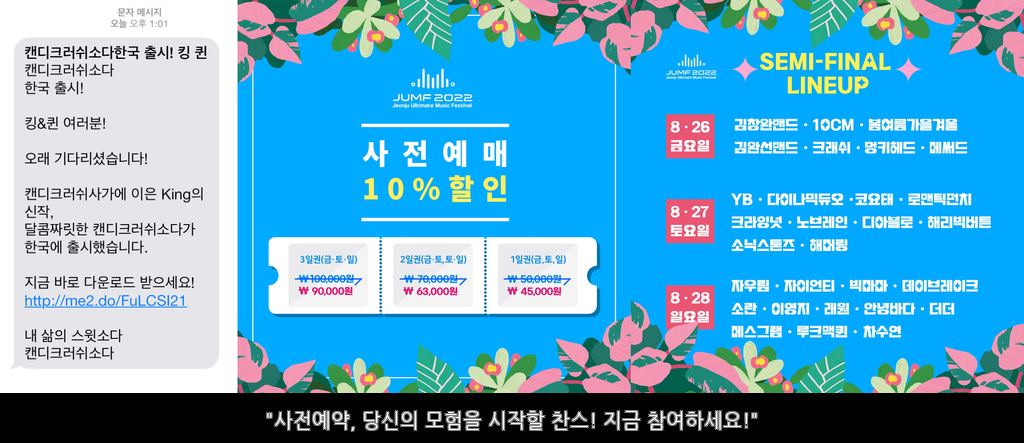 문자 메시지
오늘 오후 1:01
캔디크러쉬소다한국 출시! 킹 퀸
캔디크러쉬소다
한국 출시!
킹&퀸 여러분!
오래 기다리셨습니다!
캔디크러쉬사가에 이은 King의
신작,
달콤짜릿한 캔디크러쉬소다가
한국에 출시했습니다.
지금 바로 다운로드 받으세요!
http://me2.do/FuLCSI21
내 삶의 스윗소다
캔디크러쉬소다
JUMF 2022
Jeonju Ultimate Music Festival
사전예매
10%할인
3일권(금·토·일)
₩ 100,000원
₩ 90,000원
2일권(금·토,토·일)
₩ 70,000원
₩ 63,000원
1일권(금,토,일)
₩ 50,000원
₩ 45,000원
JUMF 2022
Jeonju Ultimate Music Festival
SEMI-FINAL
LINEUP
8·26
금요일
김창완밴드 · 10CM · 봄여름가을겨울
김완선밴드 · 크래쉬 · 멍키헤드 · 메써드
8·27
토요일
YB · 다이나믹듀오 · 코요태 · 로맨틱펀치
크라잉넛 · 노브레인 · 디아블로 · 해리빅버튼
소닉스톤즈 · 해머링
8·28
일요일
자우림 · 자이언티 · 빅마마 · 데이브레이크
소란 · 이영지 · 래원 · 안녕바다 · 더더
메스그램 · 루크맥퀸 · 차수연
"사전예약, 당신의 모험을 시작할 찬스! 지금 참여하세요!"